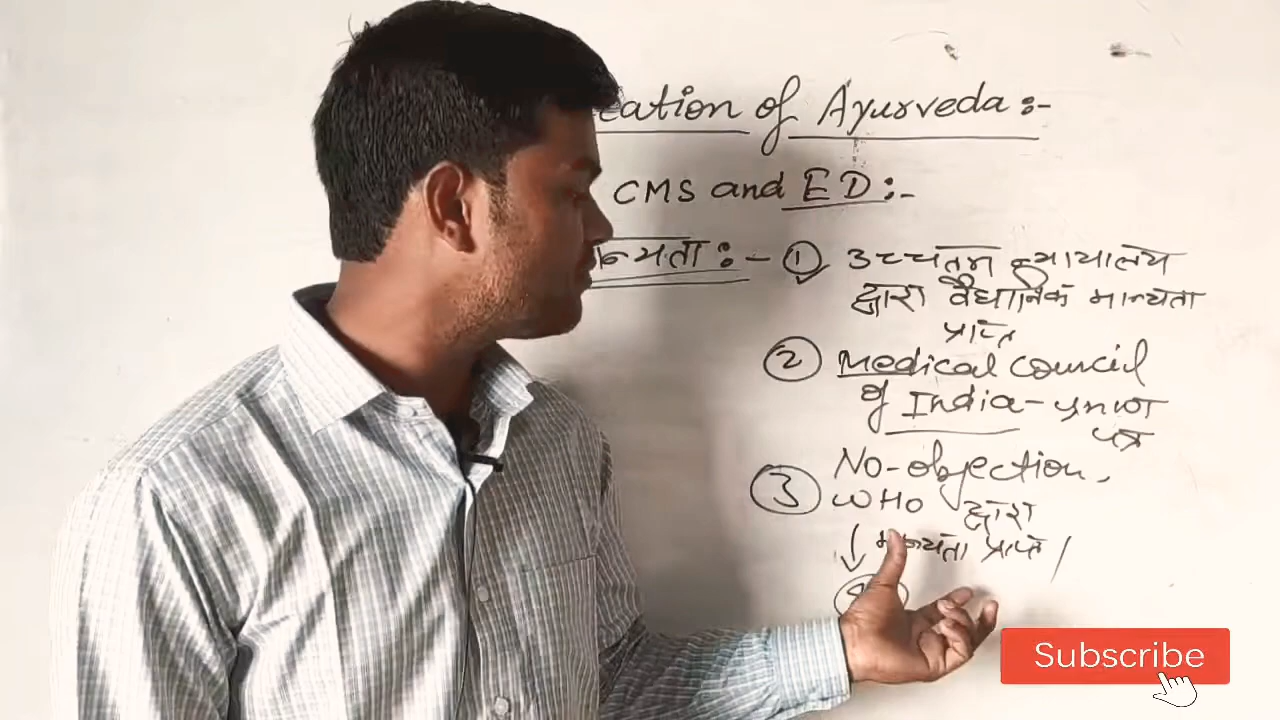 eation of Ayurveda:-
CMS and ED:-
न्यता:- ① उच्चतम न्यायालय
द्वारा वैधानिक मान्यता
प्राप्त
② Medical Council
of India - प्रमाण
पत्र
③ No-objection,
WHO द्वारा
मान्यता प्राप्त।
Subscribe